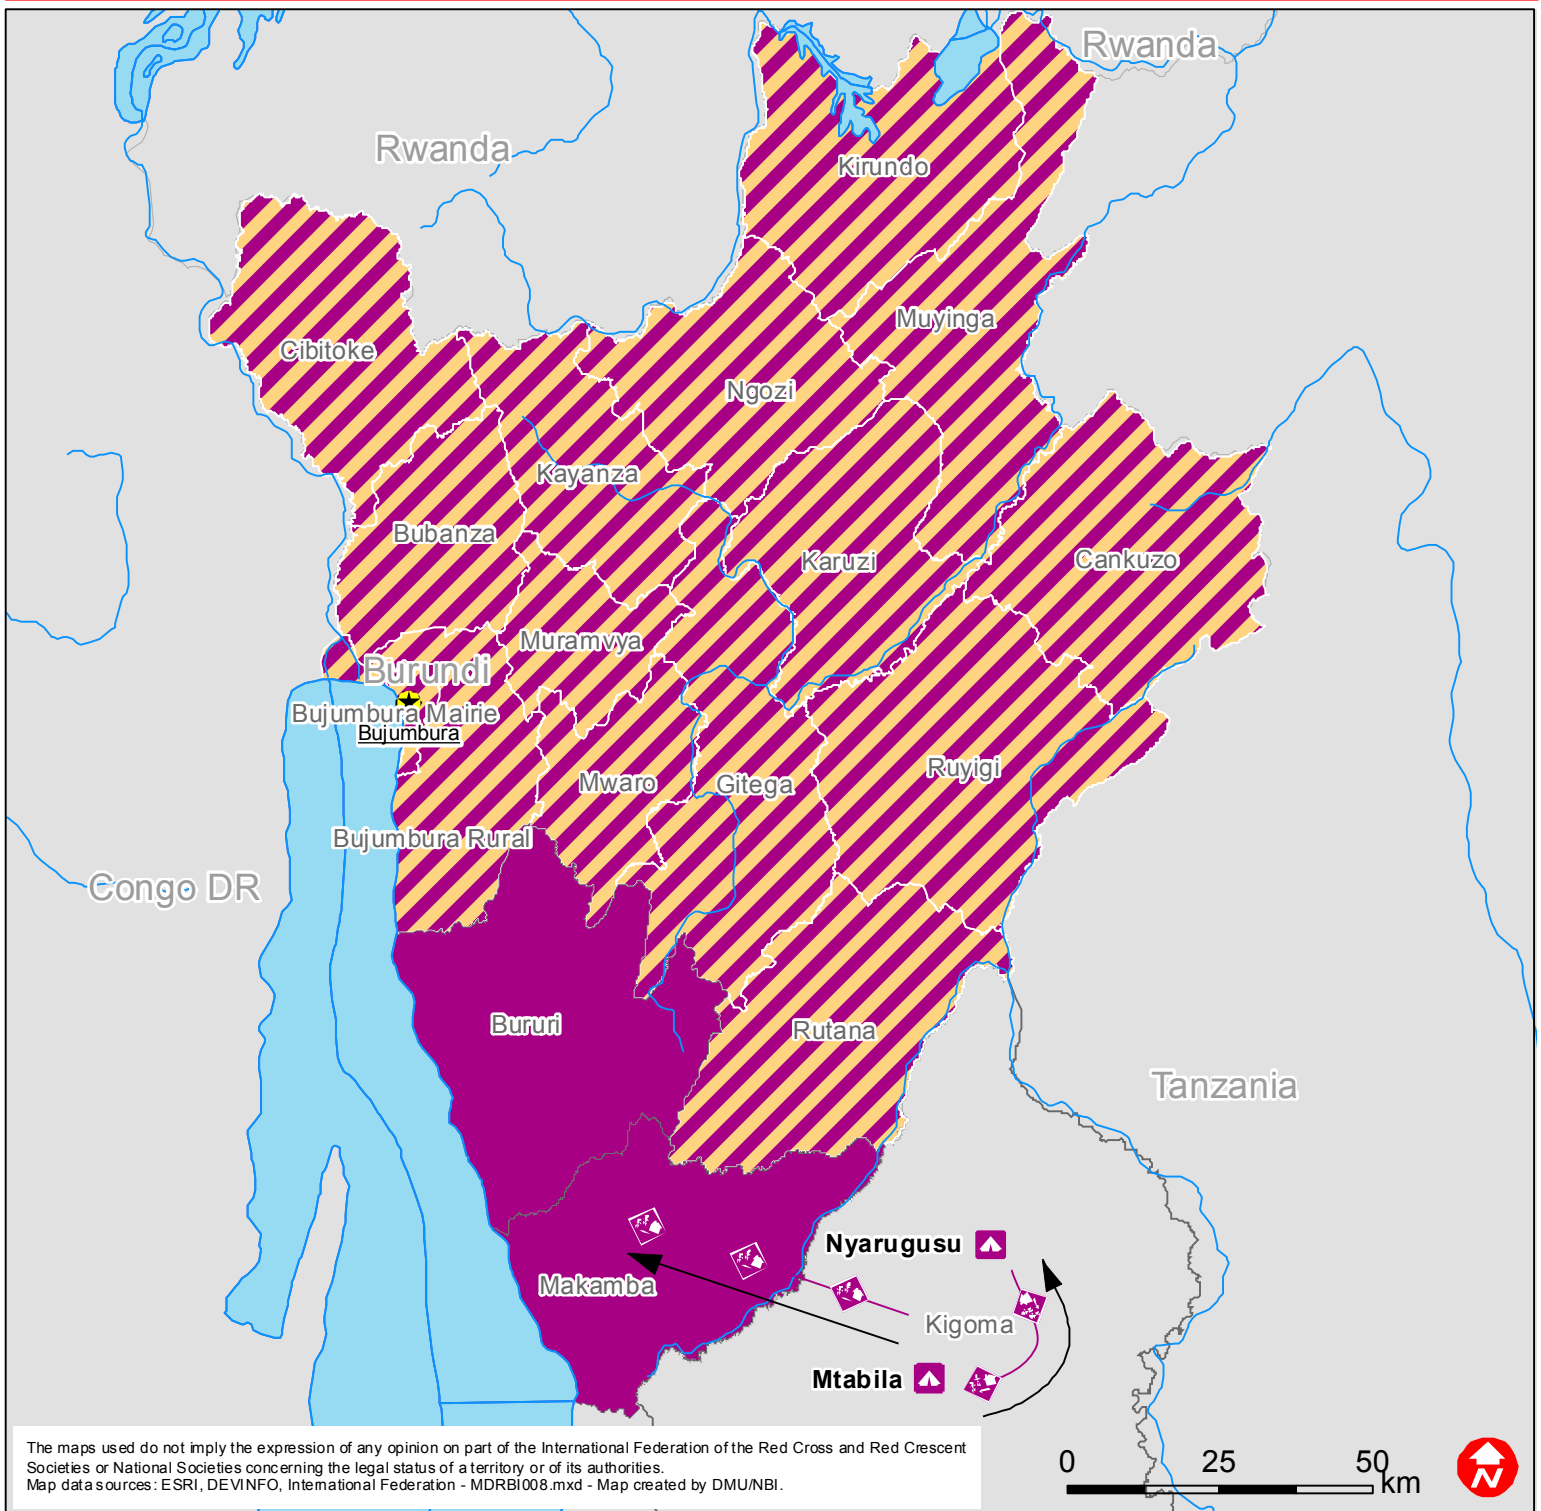 Rwanda
Rwanda
Kirundo
Muyinga
Cibitoke
Ngozi
Kayanza
Bubanza
Karuzi
Cankuzo
Muramvya
Burundi
Bujumbura Mairie
Bujumbura
Ruyigi
Mwaro
Gitega
Bujumbura Rural
Congo DR
Bururi
Rutana
Tanzania
Nyarugusu
Makamba
Kigoma
Mtabila
The maps used do not imply the expression of any opinion on part of the International Federation of the Red Cross and Red Crescent
Societies or National Societies concerning the legal status of a territory or of its authorities.
Map data sources: ESRI, DEVINFO, International Federation - MDRBI008.mxd - Map created by DMU/NBI.
0 25 50 km
N